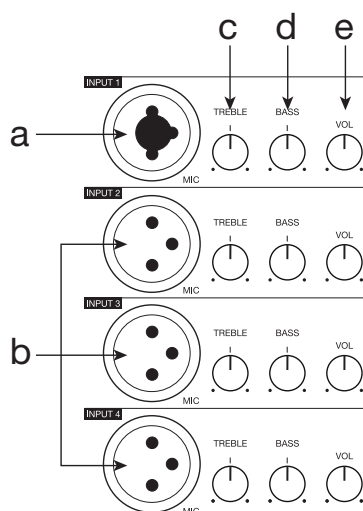 c d e
INPUT 1
TREBLE BASS VOL
a
MIC
INPUT 2
TREBLE BASS VOL
MIC
INPUT 3
TREBLE BASS VOL
b
MIC
INPUT 4
TREBLE BASS VOL
MIC